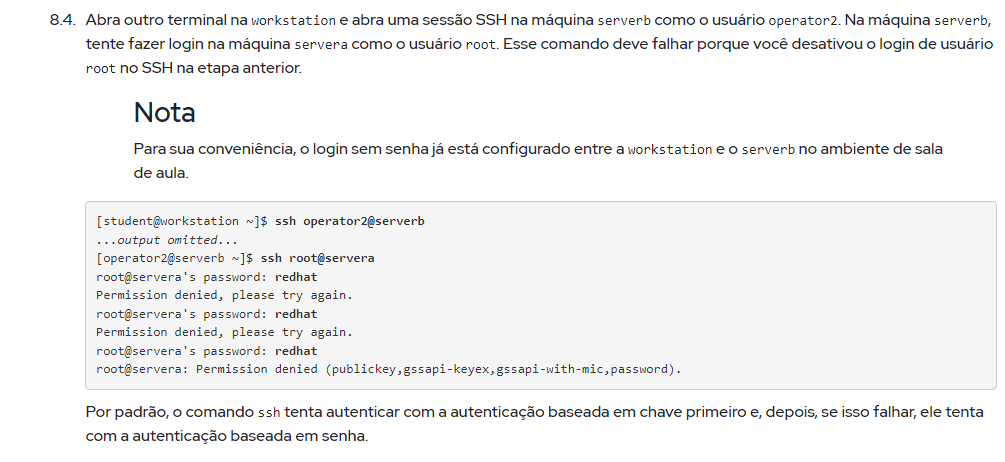 8.4. Abra outro terminal na workstation e abra uma sessão SSH na máquina serverb como o usuário operator2. Na máquina serverb,
tente fazer login na máquina servera como o usuário root. Esse comando deve falhar porque você desativou o login de usuário
root no SSH na etapa anterior.
Nota
Para sua conveniência, o login sem senha já está configurado entre a workstation e o serverb no ambiente de sala
de aula.
[student@workstation ~]$ ssh operator2@serverb
...output omitted...
[operator2@serverb ~]$ ssh root@servera
root@servera's password: redhat
Permission denied, please try again.
root@servera's password: redhat
Permission denied, please try again.
root@servera's password: redhat
root@servera: Permission denied (publickey,gssapi-keyex,gssapi-with-mic,password).
Por padrão, o comando ssh tenta autenticar com a autenticação baseada em chave primeiro e, depois, se isso falhar, ele tenta
com a autenticação baseada em senha.